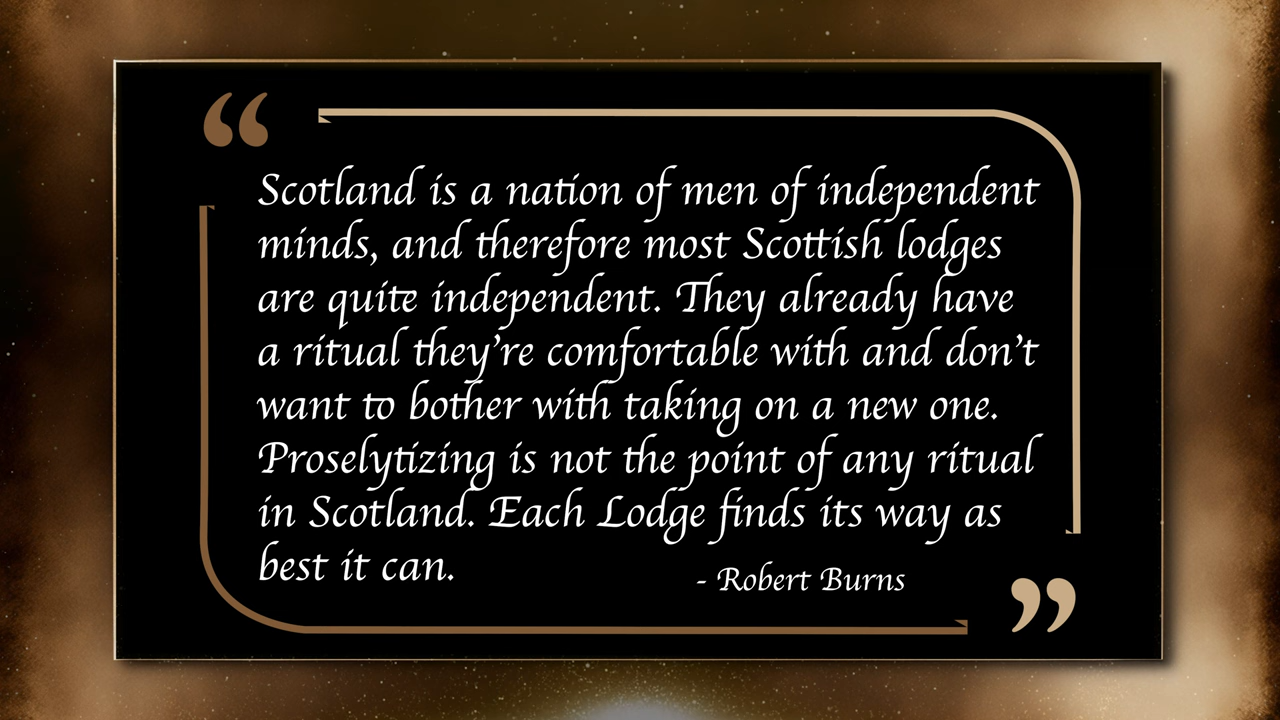 “
Scotland is a nation of men of independent
minds, and therefore most Scottish lodges
are quite independent. They already have
a ritual they’re comfortable with and don’t
want to bother with taking on a new one.
Proselytizing is not the point of any ritual
in Scotland. Each Lodge finds its way as
best it can.
- Robert Burns
”